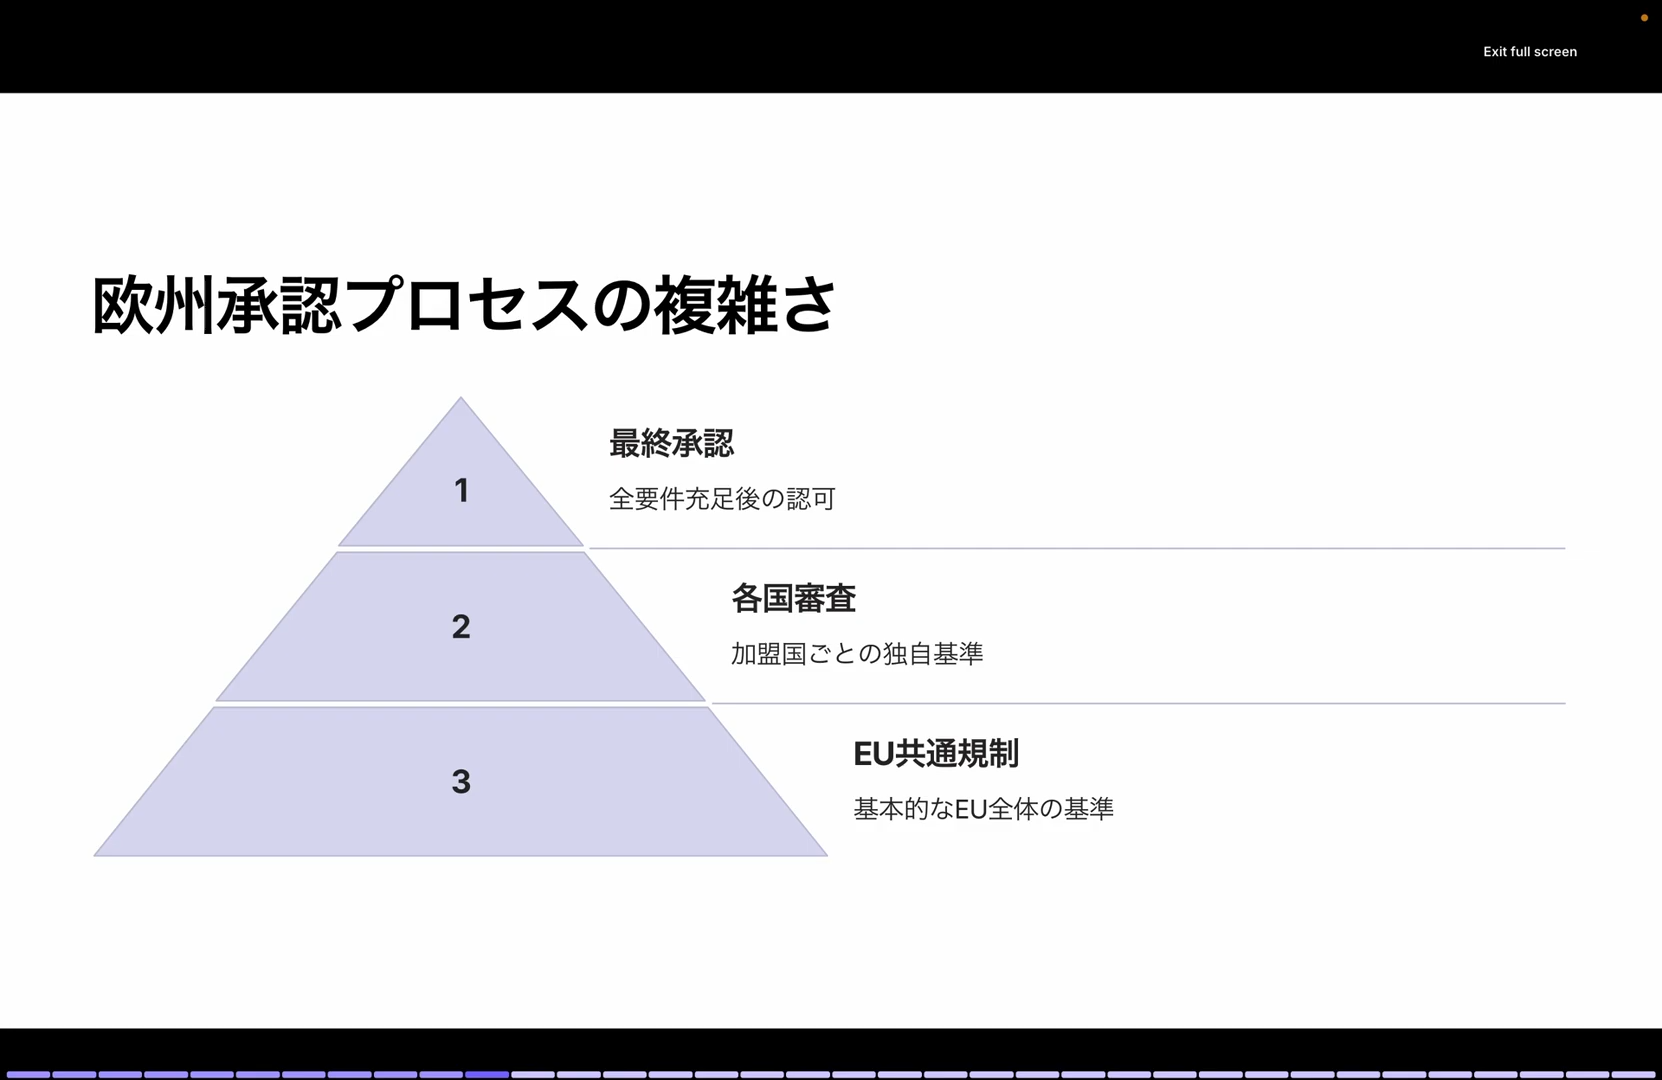 Exit full screen
欧州承認プロセスの複雑さ
1
最終承認
全要件充足後の認可
2
各国審査
加盟国ごとの独自基準
3
EU共通規制
基本的なEU全体の基準